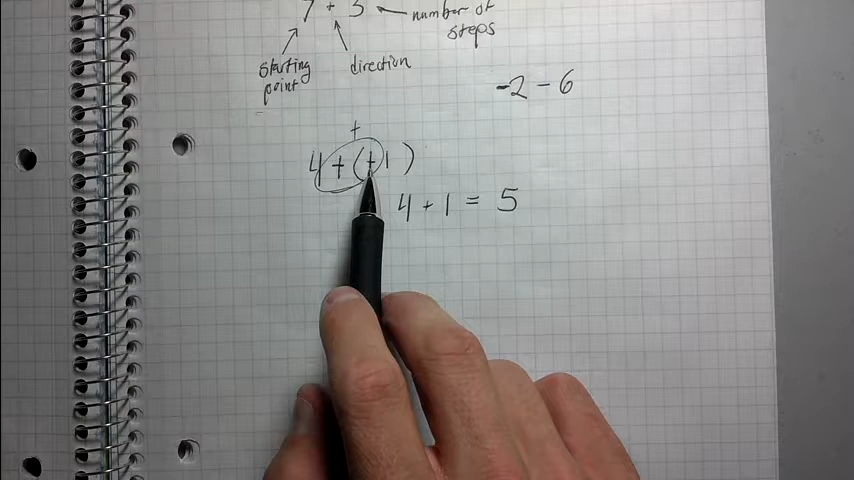 7 + 3 number of
steps
starting direction
point
-2 - 6
+
4 + (+1)
4 + 1 = 5